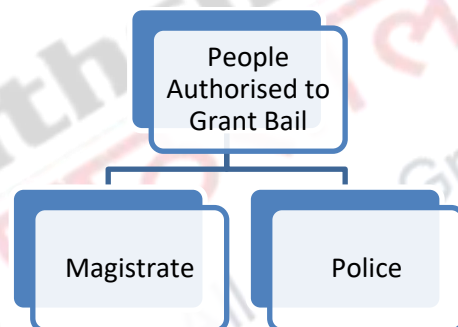 People
Authorised to
Grant Bail
Magistrate
Police